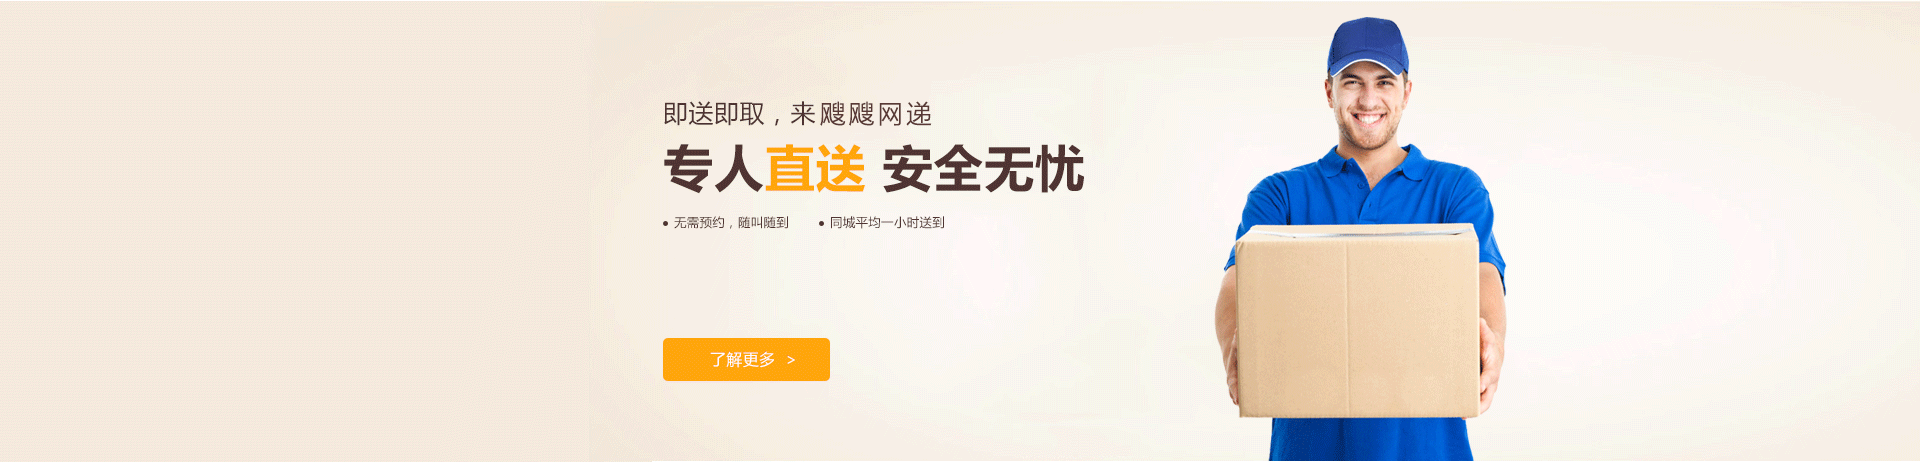 即送即取，来飕飕网递
专人直送 安全无忧
• 无需预约，随叫随到 • 同城平均一小时送到
了解更多 >